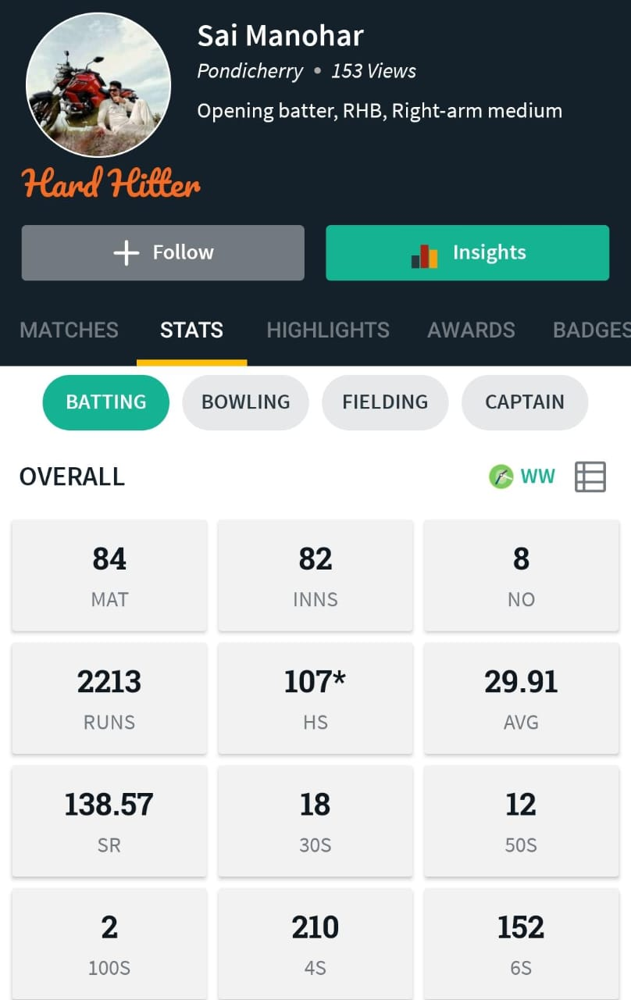 Sai Manohar
Pondicherry • 153 Views
Opening batter, RHB, Right-arm medium
Hard Hitter
+ Follow
Insights
MATCHES STATS HIGHLIGHTS AWARDS BADGES
BATTING BOWLING FIELDING CAPTAIN
OVERALL WW
84 82 8
MAT INNS NO
2213 107* 29.91
RUNS HS AVG
138.57 18 12
SR 30S 50S
2 210 152
100S 4S 6S